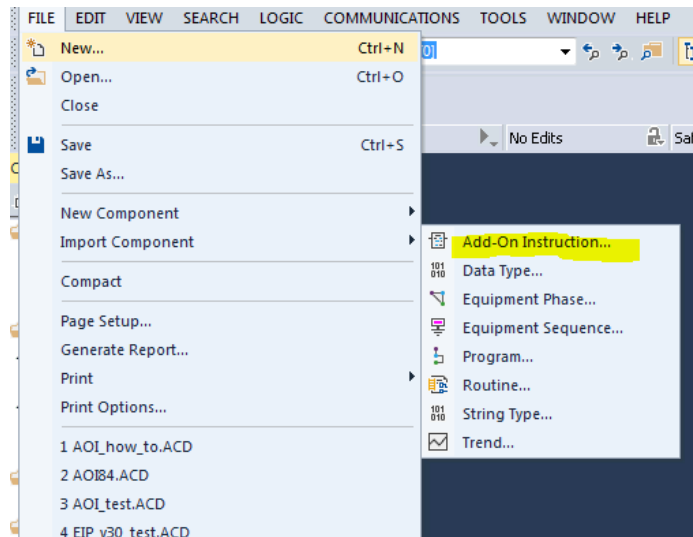 FILE EDIT VIEW SEARCH LOGIC COMMUNICATIONS TOOLS WINDOW HELP
New... Ctrl+N
Open... Ctrl+O
Close
No Edits
Save Ctrl+S
Save As...
New Component
Import Component
Add-On Instruction...
Data Type...
Compact
Equipment Phase...
Page Setup...
Equipment Sequence...
Generate Report...
Program...
Print
Routine...
Print Options...
String Type...
Trend...
1 AOI_how_to.ACD
2 AOI84.ACD
3 AOI_test.ACD
4 EIP_v30_test.ACD